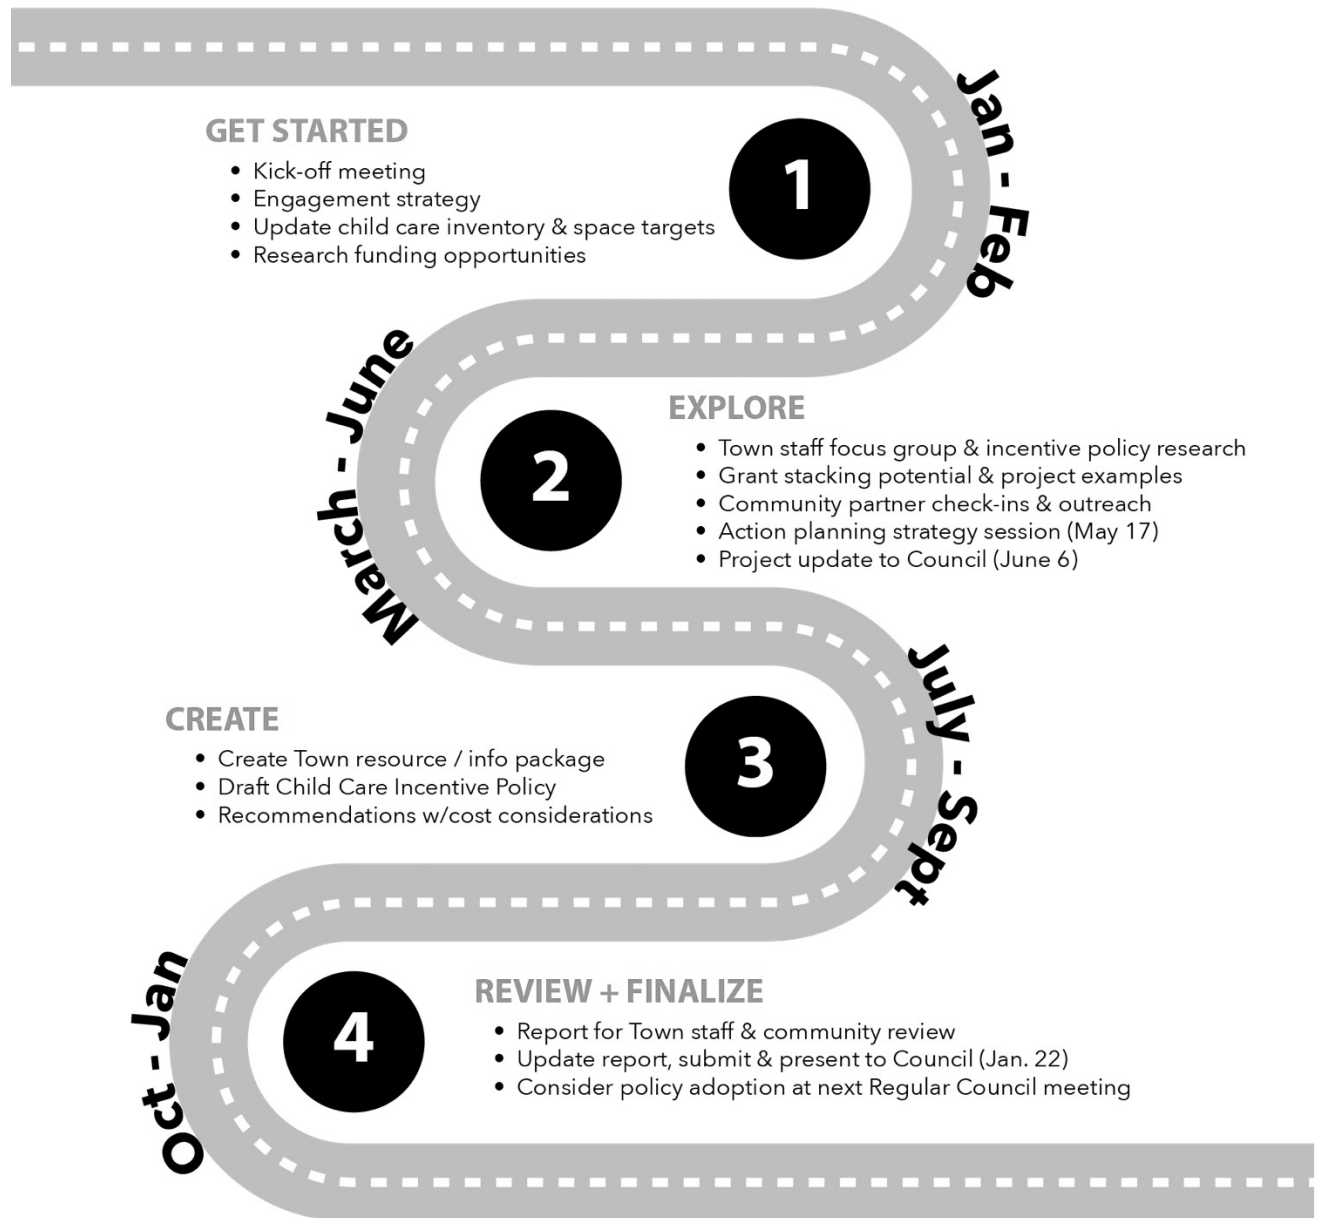 Jan - Feb
GET STARTED
• Kick-off meeting
• Engagement strategy
• Update child care inventory & space targets
• Research funding opportunities
1
March - June
EXPLORE
2
• Town staff focus group & incentive policy research
• Grant stacking potential & project examples
• Community partner check-ins & outreach
• Action planning strategy session (May 17)
• Project update to Council (June 6)
July - Sept
CREATE
• Create Town resource / info package
• Draft Child Care Incentive Policy
• Recommendations w/cost considerations
3
Oct - Jan
REVIEW + FINALIZE
4
• Report for Town staff & community review
• Update report, submit & present to Council (Jan. 22)
• Consider policy adoption at next Regular Council meeting